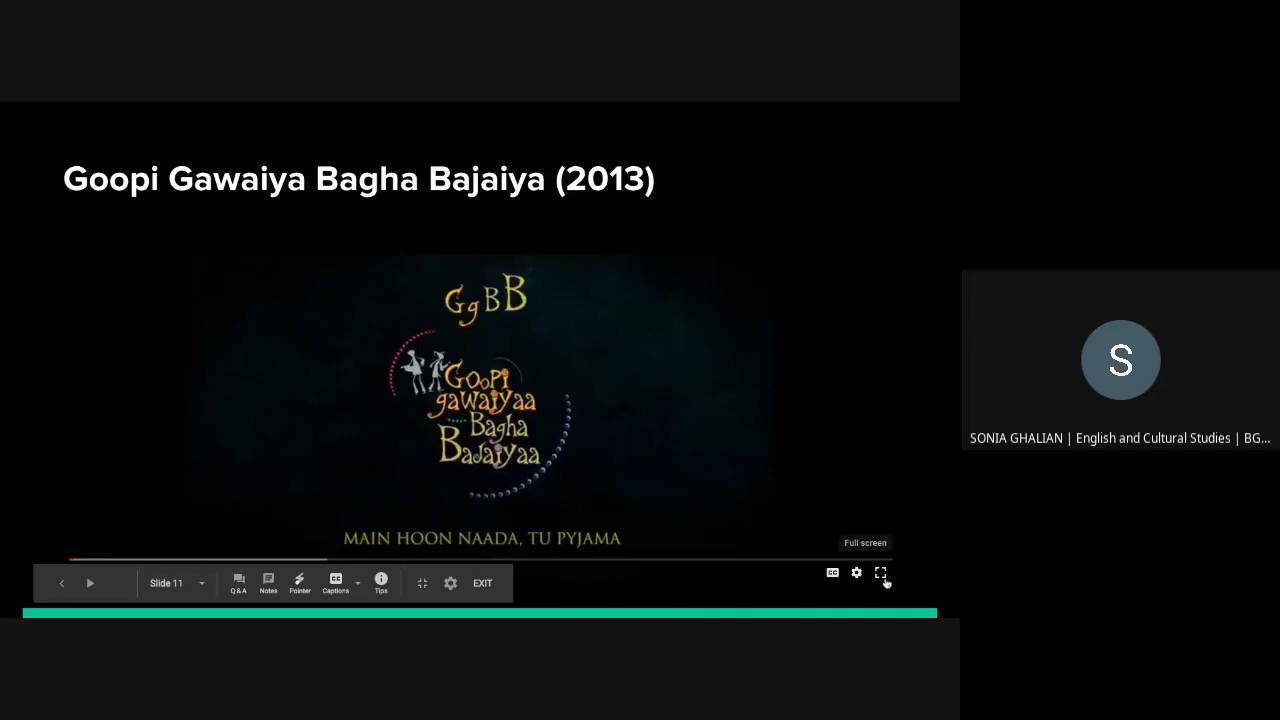 Goopi Gawaiya Bagha Bajaiya (2013)
GgBB
Goopi
gawaiyaa
Bagha
Bajaiyaa
MAIN HOON NAADA, TU PYJAMA
Full screen
CC
Slide 11
Q&A
Notes
Pointer
Captions
Tips
EXIT
S
SONIA GHALIAN | English and Cultural Studies | BG...